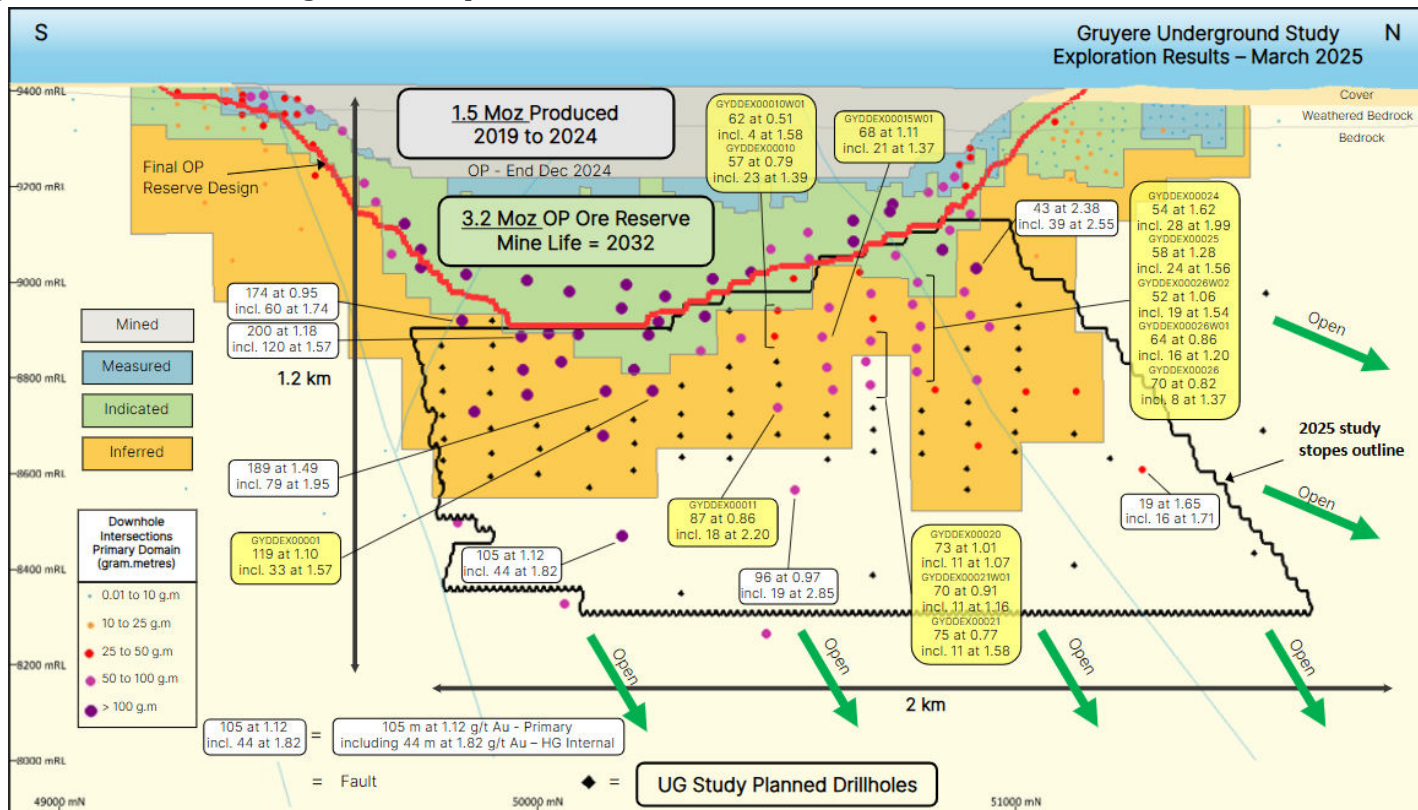 S
Gruyere Underground Study
Exploration Results – March 2025
N
9400 mRL
9200 mRL
9000 mRL
8800 mRL
8600 mRL
8400 mRL
8200 mRL
8000 mRL
Cover
Weathered Bedrock
Bedrock
1.5 Moz Produced
2019 to 2024
OP - End Dec 2024
Final OP
Reserve Design
3.2 Moz OP Ore Reserve
Mine Life = 2032
GYDDEX00010W01
62 at 0.51
incl. 4 at 1.58
GYDDEX00010
57 at 0.79
incl. 23 at 1.39
GYDDEX00015W01
68 at 1.11
incl. 21 at 1.37
43 at 2.38
incl. 39 at 2.55
GYDDEX00024
54 at 1.62
incl. 28 at 1.99
GYDDEX00025
58 at 1.28
incl. 24 at 1.56
GYDDEX00026W02
52 at 1.06
incl. 19 at 1.54
GYDDEX00026W01
64 at 0.86
incl. 16 at 1.20
GYDDEX00026
70 at 0.82
incl. 8 at 1.37
174 at 0.95
incl. 60 at 1.74
200 at 1.18
incl. 120 at 1.57
1.2 km
Mined
Measured
Indicated
Inferred
189 at 1.49
incl. 79 at 1.95
GYDDEX00001
119 at 1.10
incl. 33 at 1.57
105 at 1.12
incl. 44 at 1.82
GYDDEX00011
87 at 0.86
incl. 18 at 2.20
96 at 0.97
incl. 19 at 2.85
GYDDEX00020
73 at 1.01
incl. 11 at 1.07
GYDDEX00021W01
70 at 0.91
incl. 11 at 1.16
GYDDEX00021
75 at 0.77
incl. 11 at 1.58
19 at 1.65
incl. 16 at 1.71
2025 study
stopes outline
Open
Open
Open
Open
Open
Open
2 km
Downhole
Intersections
Primary Domain
(gram.metres)
0.01 to 10 g.m
10 to 25 g.m
25 to 50 g.m
50 to 100 g.m
> 100 g.m
105 at 1.12
incl. 44 at 1.82
=
105 m at 1.12 g/t Au - Primary
including 44 m at 1.82 g/t Au – HG Internal
= Fault
= UG Study Planned Drillholes
49000 mN
50000 mN
51000 mN